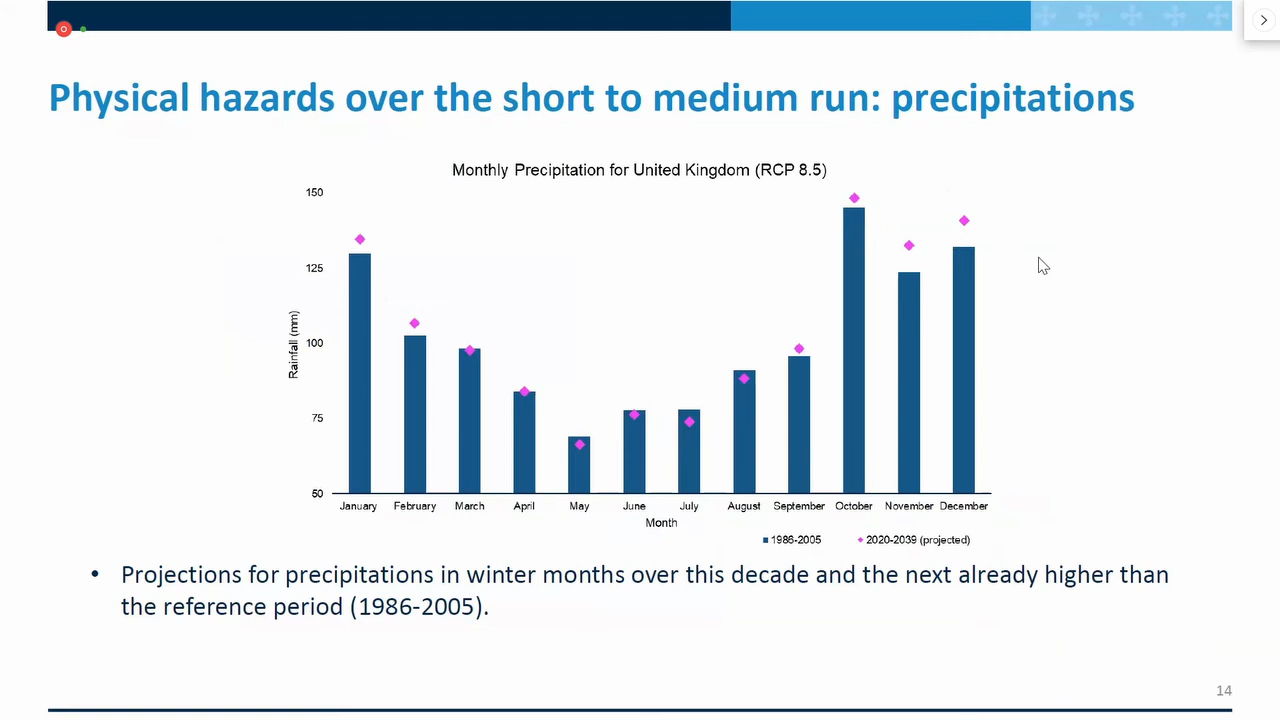 Physical hazards over the short to medium run: precipitations
Monthly Precipitation for United Kingdom (RCP 8.5)
150
125
100
75
50
Rainfall (mm)
January February March April May June July August September October November December
Month
1986-2005 2020-2039 (projected)
• Projections for precipitations in winter months over this decade and the next already higher than
the reference period (1986-2005).
14